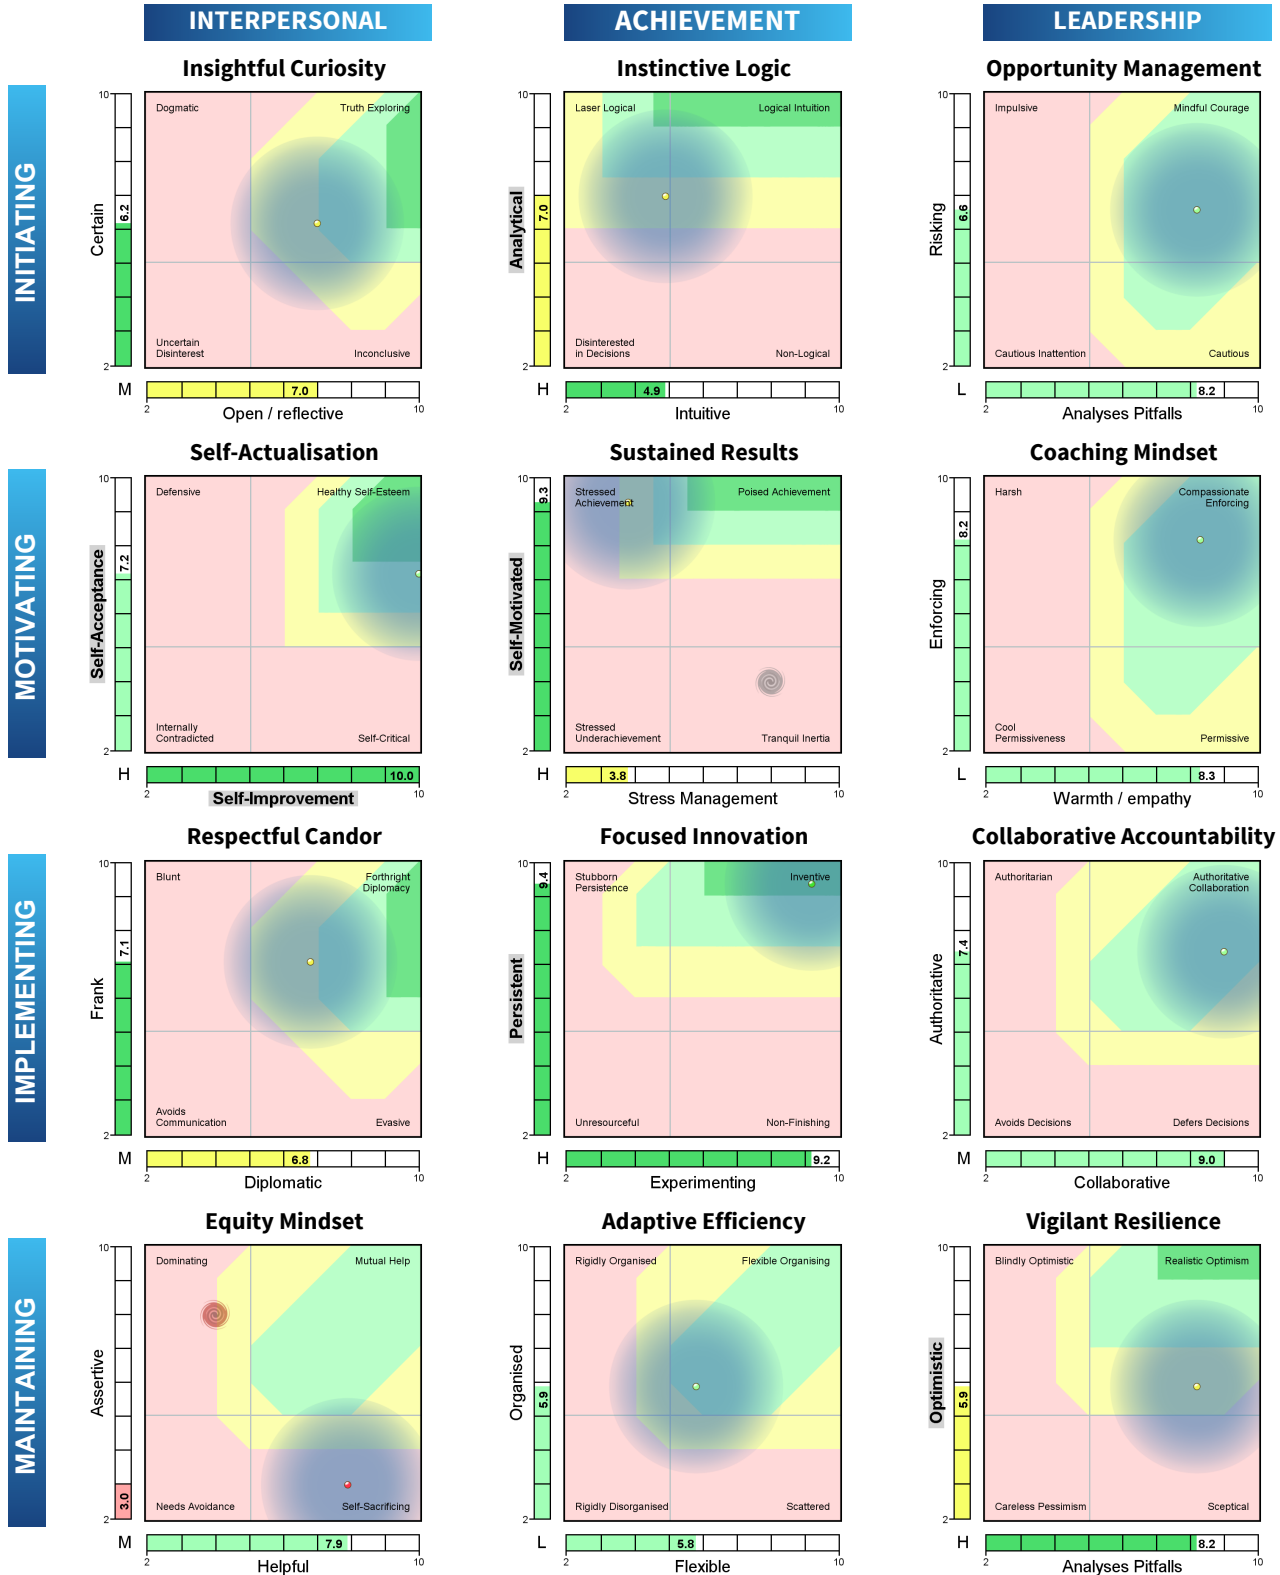 INTERPERSONAL
ACHIEVEMENT
LEADERSHIP
INITIATING
Insightful Curiosity
10
Dogmatic
Truth Exploring
Certain
6.2
Uncertain
Disinterest
Inconclusive
2
M
7.0
2
10
Open / reflective
Instinctive Logic
10
Laser Logical
Logical Intuition
Analytical
7.0
Disinterested
in Decisions
Non-Logical
2
H
4.9
2
10
Intuitive
Opportunity Management
10
Impulsive
Mindful Courage
Risking
6.6
Cautious Inattention
Cautious
2
L
8.2
2
10
Analyses Pitfalls
MOTIVATING
Self-Actualisation
10
Defensive
Healthy Self-Esteem
Self-Acceptance
7.2
Internally
Contradicted
Self-Critical
2
H
10.0
2
10
Self-Improvement
Sustained Results
10
9.3
Stressed
Achievement
Poised Achievement
Self-Motivated
Stressed
Underachievement
Tranquil Inertia
2
H
3.8
2
10
Stress Management
Coaching Mindset
10
Harsh
Compassionate
Enforcing
8.2
Enforcing
Cool
Permissiveness
Permissive
2
L
8.3
2
10
Warmth / empathy
IMPLEMENTING
Respectful Candor
10
Blunt
Forthright
Diplomacy
7.1
Frank
Avoids
Communication
Evasive
2
M
6.8
2
10
Diplomatic
Focused Innovation
10
9.4
Stubborn
Persistence
Inventive
Persistent
Unresourceful
Non-Finishing
2
H
9.2
2
10
Experimenting
Collaborative Accountability
10
Authoritarian
Authoritative
Collaboration
7.4
Authoritative
Avoids Decisions
Defers Decisions
2
M
9.0
2
10
Collaborative
MAINTAINING
Equity Mindset
10
Dominating
Mutual Help
Assertive
3.0
Needs Avoidance
Self-Sacrificing
2
M
7.9
2
10
Helpful
Adaptive Efficiency
10
Rigidly Organised
Flexible Organising
Organised
5.9
Rigidly Disorganised
Scattered
2
L
5.8
2
10
Flexible
Vigilant Resilience
10
Blindly Optimistic
Realistic Optimism
Optimistic
5.9
Careless Pessimism
Sceptical
2
H
8.2
2
10
Analyses Pitfalls